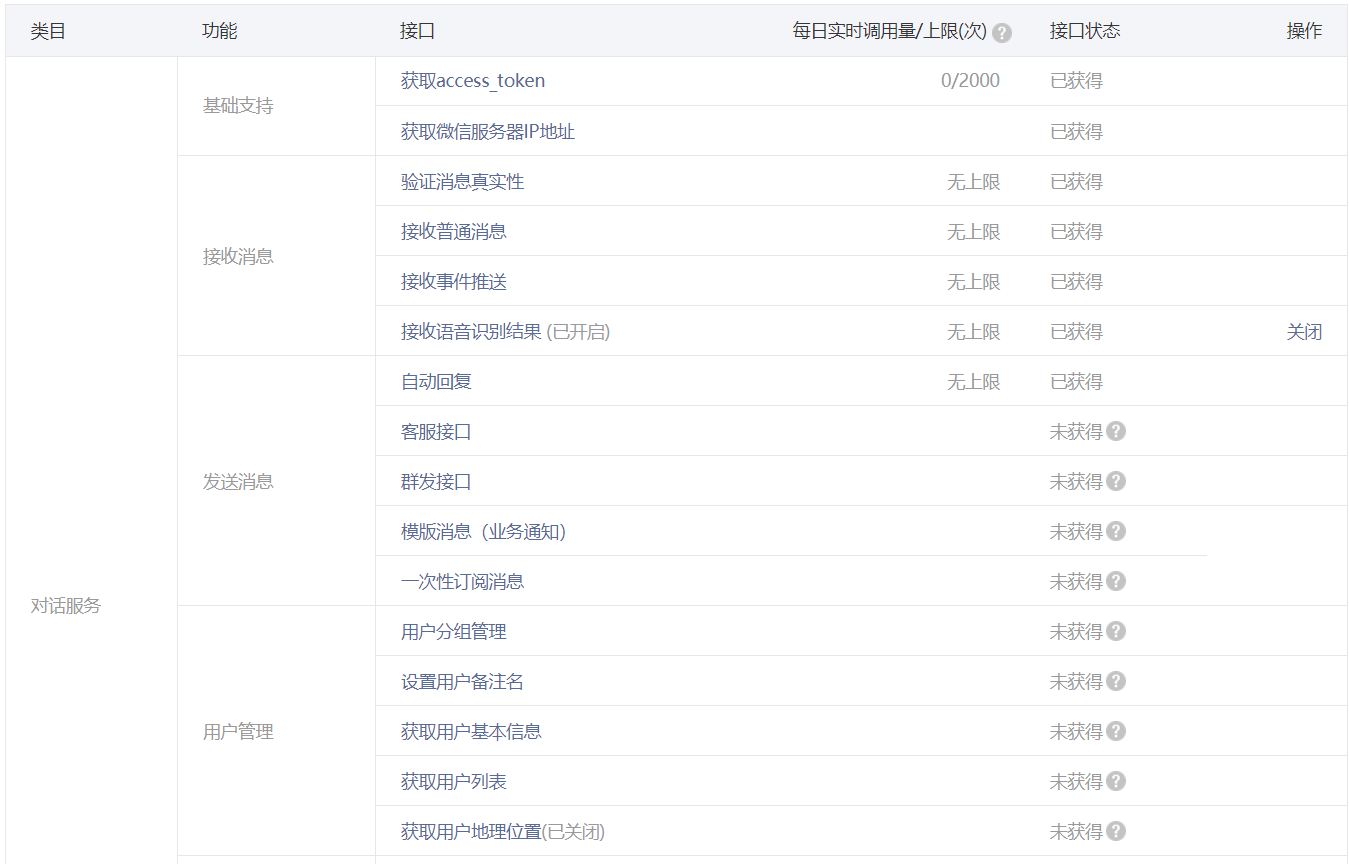 类目 功能 接口 每日实时调用量/上限(次) ? 接口状态 操作
获取access_token 0/2000 已获得
基础支持
获取微信服务器IP地址 已获得
验证消息真实性 无上限 已获得
接收普通消息 无上限 已获得
接收消息
接收事件推送 无上限 已获得
接收语音识别结果 (已开启) 无上限 已获得 关闭
自动回复 无上限 已获得
客服接口 未获得 ?
发送消息 群发接口 未获得 ?
模版消息（业务通知） 未获得 ?
一次性订阅消息 未获得 ?
对话服务
用户分组管理 未获得 ?
设置用户备注名 未获得 ?
用户管理 获取用户基本信息 未获得 ?
获取用户列表 未获得 ?
获取用户地理位置(已关闭) 未获得 ?